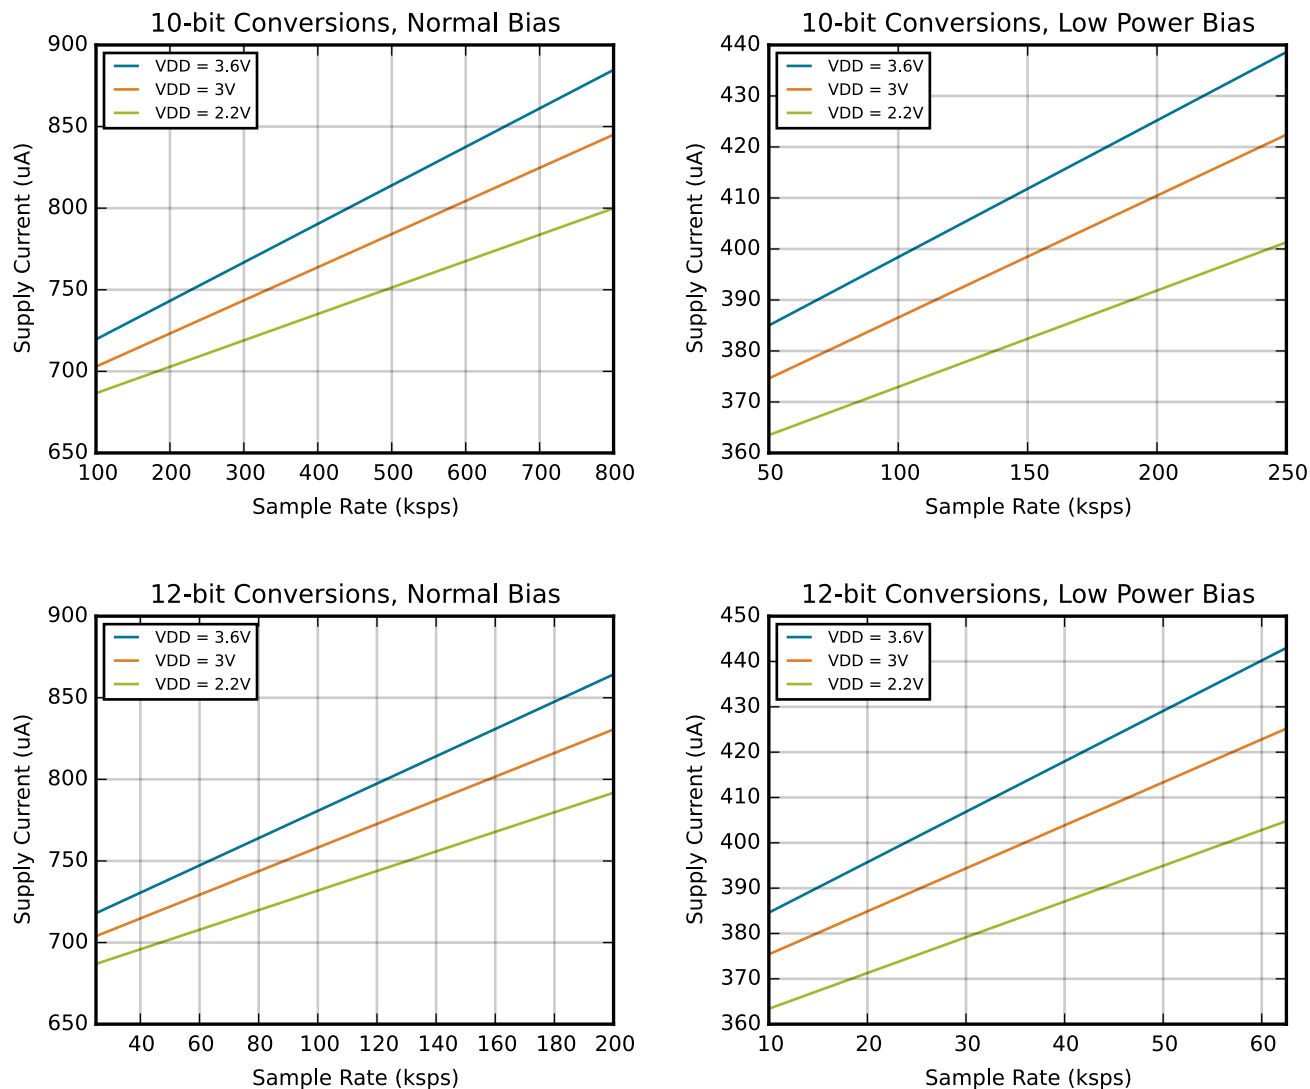 10-bit Conversions, Normal Bias
900
850
800
750
700
650
Supply Current (uA)
VDD = 3.6V
VDD = 3V
VDD = 2.2V
100 200 300 400 500 600 700 800
Sample Rate (ksps)
10-bit Conversions, Low Power Bias
440
430
420
410
400
390
380
370
360
Supply Current (uA)
VDD = 3.6V
VDD = 3V
VDD = 2.2V
50 100 150 200 250
Sample Rate (ksps)
12-bit Conversions, Normal Bias
900
850
800
750
700
650
Supply Current (uA)
VDD = 3.6V
VDD = 3V
VDD = 2.2V
40 60 80 100 120 140 160 180 200
Sample Rate (ksps)
12-bit Conversions, Low Power Bias
450
440
430
420
410
400
390
380
370
360
Supply Current (uA)
VDD = 3.6V
VDD = 3V
VDD = 2.2V
10 20 30 40 50 60
Sample Rate (ksps)